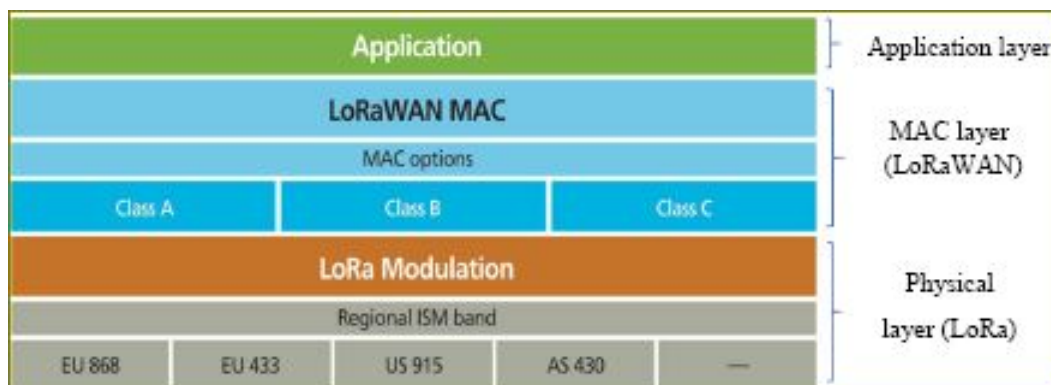 Application
Application layer
LoRaWAN MAC
MAC options
Class A
Class B
Class C
MAC layer
(LoRaWAN)
LoRa Modulation
Regional ISM band
EU 868
EU 433
US 915
AS 430
—
Physical
layer (LoRa)